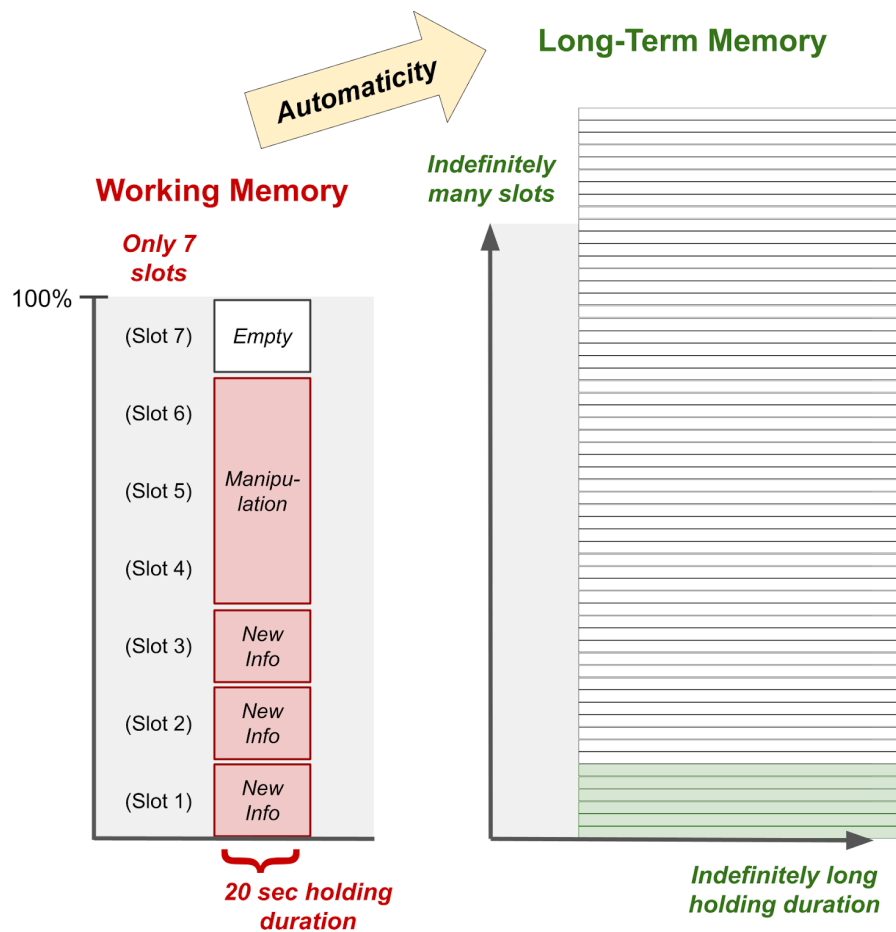 Automaticity
Long-Term Memory
Indefinitely
many slots
Working Memory
Only 7
slots
100%
(Slot 7)
Empty
(Slot 6)
(Slot 5)
Manipu-
lation
(Slot 4)
(Slot 3)
New
Info
(Slot 2)
New
Info
(Slot 1)
New
Info
20 sec holding
duration
Indefinitely long
holding duration